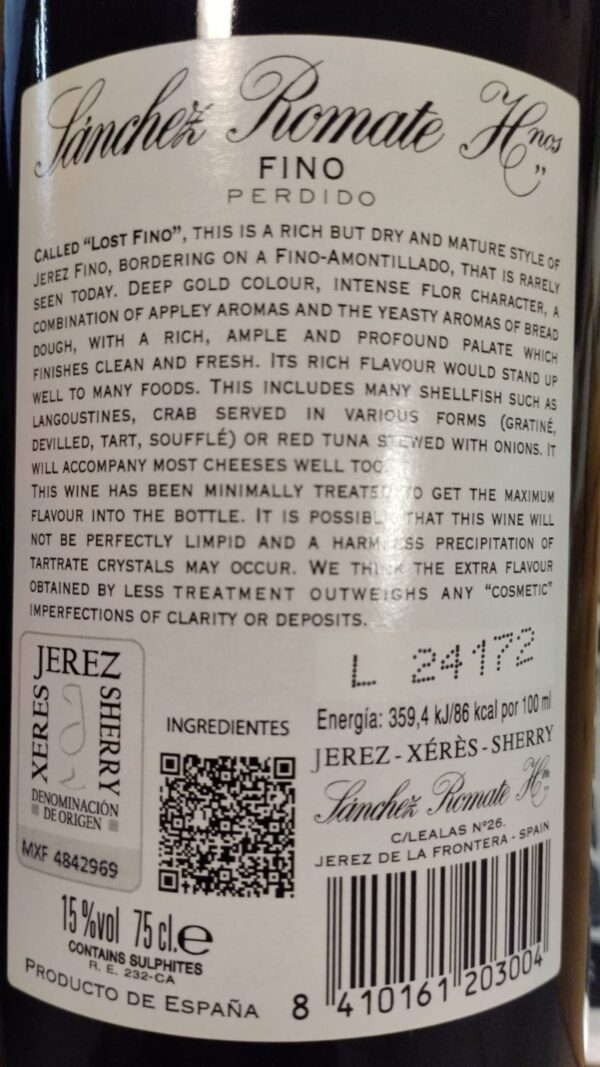 Sánchez Romate Hnos
FINO
PERDIDO
CALLED "LOST FINO", THIS IS A RICH BUT DRY AND MATURE STYLE OF
JEREZ FINO, BORDERING ON A FINO-AMONTILLADO, THAT IS RARELY
SEEN TODAY. DEEP GOLD COLOUR, INTENSE FLOR CHARACTER, A
COMBINATION OF APPLEY AROMAS AND THE YEASTY AROMAS OF BREAD
DOUGH, WITH A RICH, AMPLE AND PROFOUND PALATE WHICH
FINISHES CLEAN AND FRESH. ITS RICH FLAVOUR WOULD STAND UP
WELL TO MANY FOODS. THIS INCLUDES MANY SHELLFISH SUCH AS
LANGOUSTINES, CRAB SERVED IN VARIOUS FORMS (GRATINÉ,
DEVILLED, TART, SOUFFLÉ) OR RED TUNA STEWED WITH ONIONS. IT
WILL ACCOMPANY MOST CHEESES WELL TOO.
THIS WINE HAS BEEN MINIMALLY TREATED TO GET THE MAXIMUM
FLAVOUR INTO THE BOTTLE. IT IS POSSIBLE THAT THIS WINE WILL
NOT BE PERFECTLY LIMPID AND A HARMLESS PRECIPITATION OF
TARTRATE CRYSTALS MAY OCCUR. WE THINK THE EXTRA FLAVOUR
OBTAINED BY LESS TREATMENT OUTWEIGHS ANY "COSMETIC"
IMPERFECTIONS OF CLARITY OR DEPOSITS.
JEREZ
XERES
SHERRY
DENOMINACIÓN
DE ORIGEN
MXF 4842969
INGREDIENTES
L 24172
Energía: 359,4 kJ/86 kcal por 100 ml
JEREZ-XÉRÈS-SHERRY
Sánchez Romate Hnos
C/LEALAS Nº26.
JEREZ DE LA FRONTERA - SPAIN
15 %vol 75 cl. e
CONTAINS SULPHITES
R. E. 232-CA
PRODUCTO DE ESPAÑA
8 410161 203004